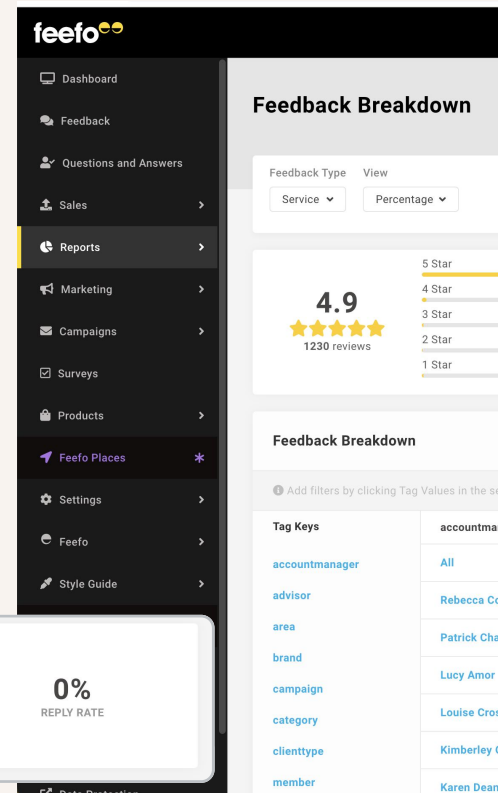 feefo
Dashboard
Feedback
Questions and Answers
Sales
Reports
Marketing
Campaigns
Surveys
Products
Feefo Places
Settings
Feefo
Style Guide
0%
REPLY RATE
Data Protection
Feedback Breakdown
Feedback Type View
Service Percentage
4.9
1230 reviews
5 Star
4 Star
3 Star
2 Star
1 Star
Feedback Breakdown
Add filters by clicking Tag Values in the se
Tag Keys
accountmanager
advisor
area
brand
campaign
category
clienttype
member
accountma
All
Rebecca Co
Patrick Cha
Lucy Amor
Louise Cros
Kimberley
Karen Dean